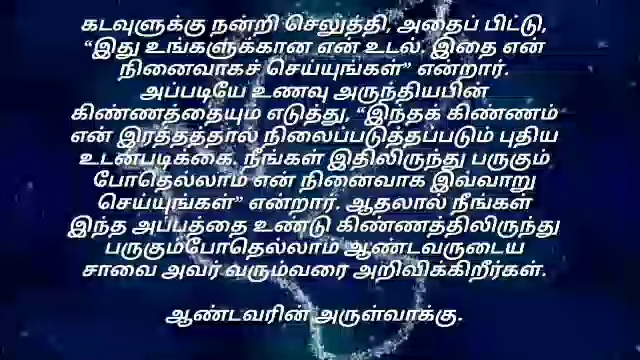 கடவுளுக்கு நன்றி செலுத்தி, அதைப் பிட்டு,
“இது உங்களுக்கான என் உடல். இதை என்
நினைவாகச் செய்யுங்கள்” என்றார்.
அப்படியே உணவு அருந்தியபின்
கிண்ணத்தையும் எடுத்து, “இந்தக் கிண்ணம்
என் இரத்தத்தால் நிலைப்படுத்தப்படும் புதிய
உடன்படிக்கை. நீங்கள் இதிலிருந்து பருகும்
போதெல்லாம் என் நினைவாக இவ்வாறு
செய்யுங்கள்” என்றார். ஆதலால் நீங்கள்
இந்த அப்பத்தை உண்டு கிண்ணத்திலிருந்து
பருகும்போதெல்லாம் ஆண்டவருடைய
சாவை அவர் வரும்வரை அறிவிக்கிறீர்கள்.
ஆண்டவரின் அருள்வாக்கு.